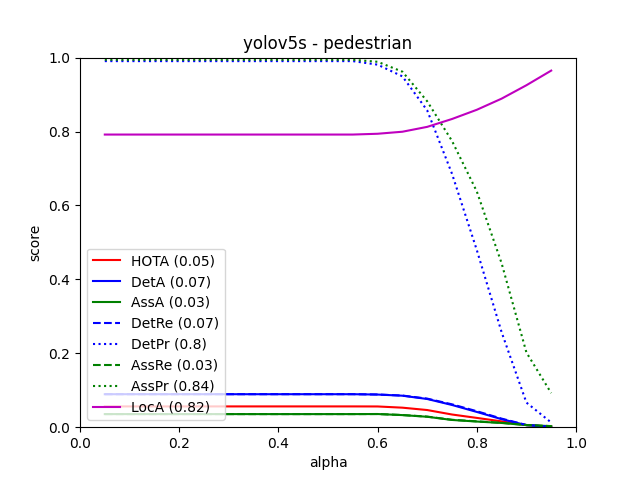 yolov5s - pedestrian
1.0
0.8
0.6
0.4
0.2
0.0
score
HOTA (0.05)
DetA (0.07)
AssA (0.03)
DetRe (0.07)
DetPr (0.8)
AssRe (0.03)
AssPr (0.84)
LocA (0.82)
0.0 0.2 0.4 0.6 0.8 1.0
alpha